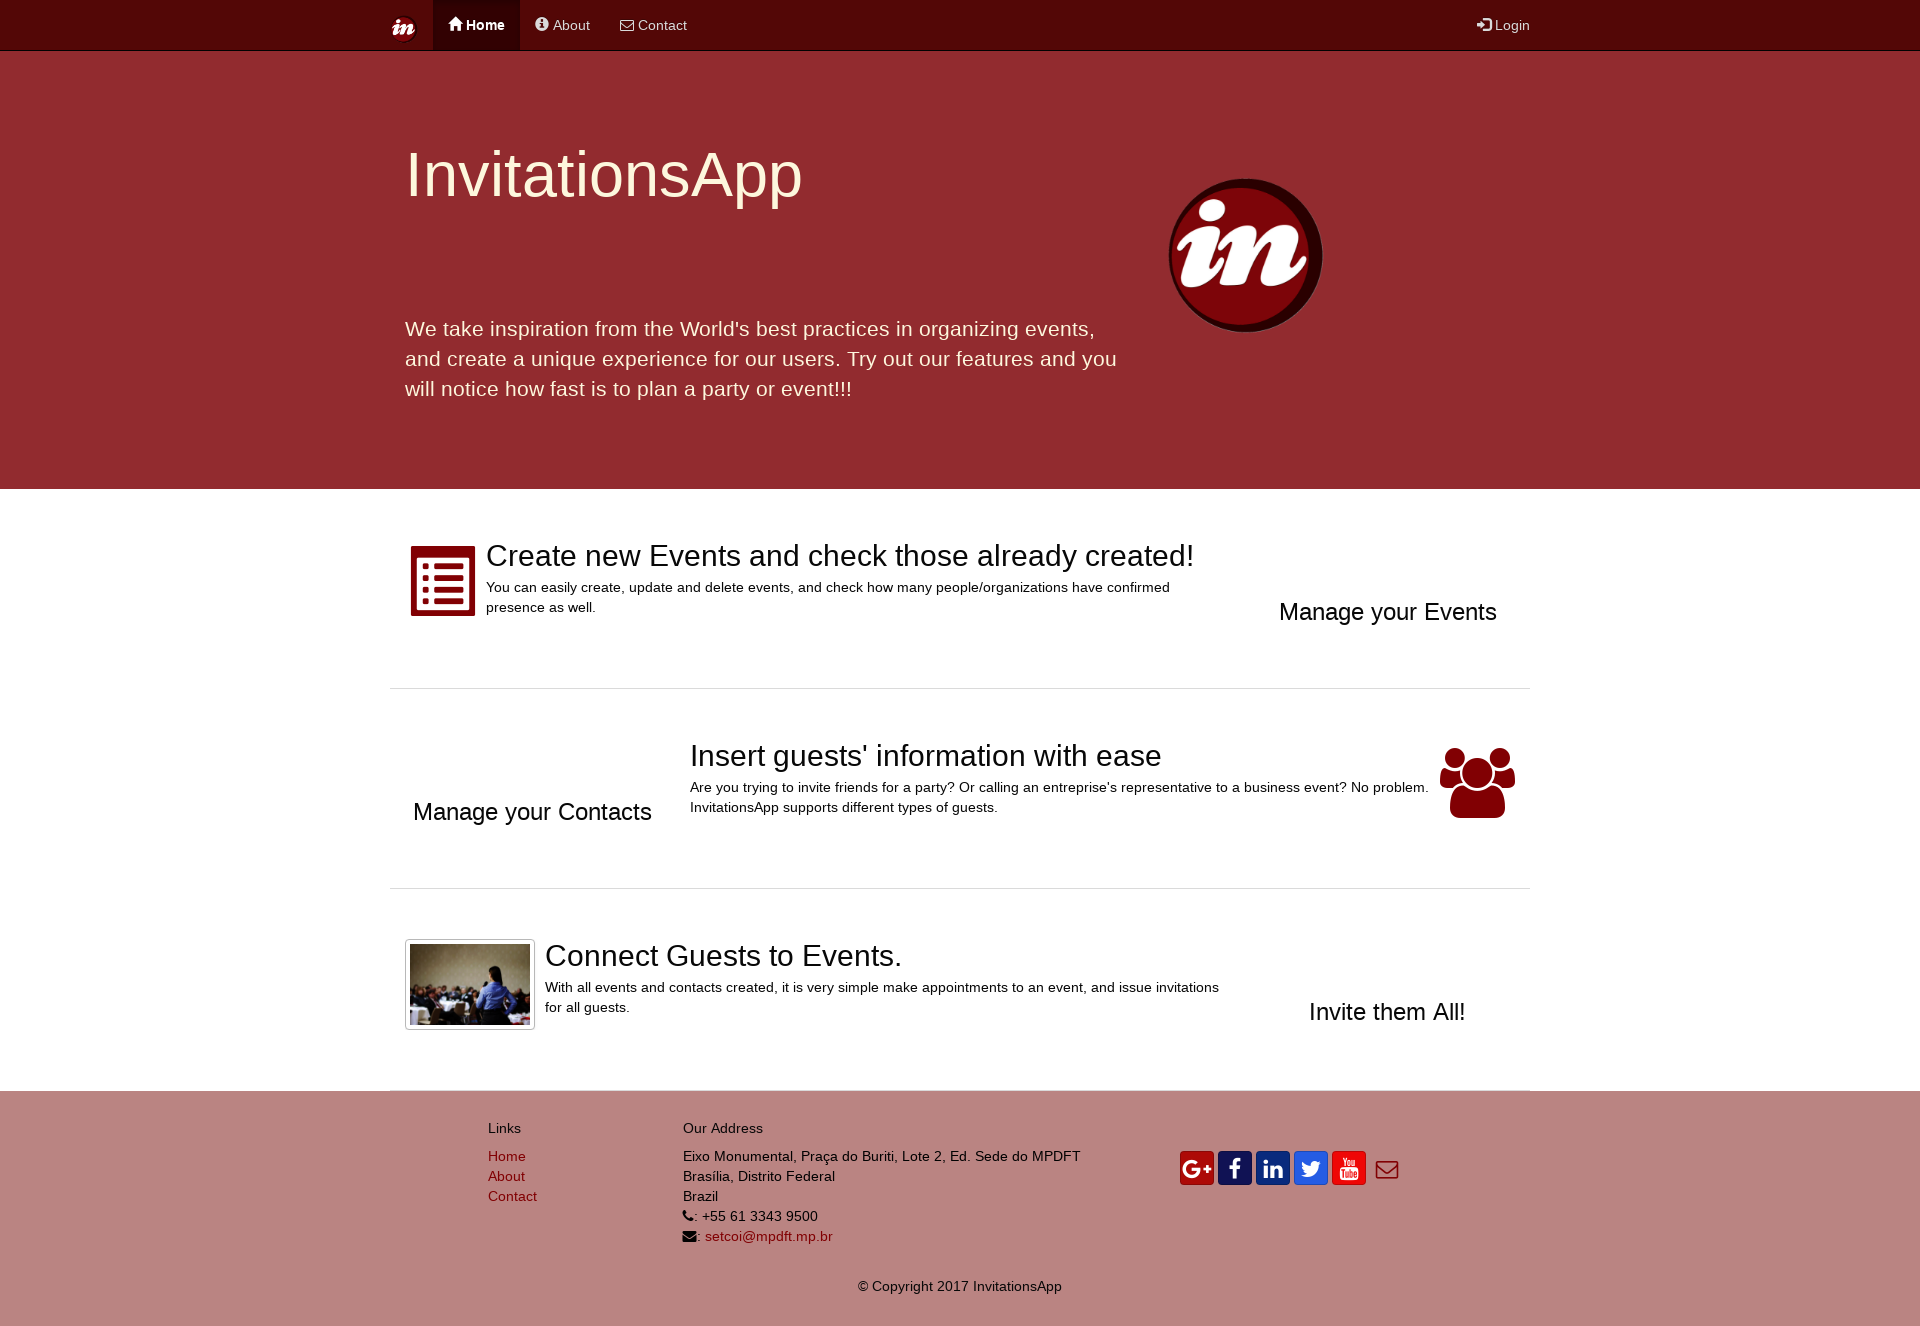 in Home About Contact Login
InvitationsApp
in
We take inspiration from the World's best practices in organizing events,
and create a unique experience for our users. Try out our features and you
will notice how fast is to plan a party or event!!!
Create new Events and check those already created!
You can easily create, update and delete events, and check how many people/organizations have confirmed
presence as well.
Manage your Events
Insert guests' information with ease
Are you trying to invite friends for a party? Or calling an entreprise's representative to a business event? No problem.
InvitationsApp supports different types of guests.
Manage your Contacts
Connect Guests to Events.
With all events and contacts created, it is very simple make appointments to an event, and issue invitations
for all guests.
Invite them All!
Links
Home
About
Contact
Our Address
Eixo Monumental, Praça do Buriti, Lote 2, Ed. Sede do MPDFT
Brasília, Distrito Federal
Brazil
: +55 61 3343 9500
: setcoi@mpdft.mp.br
G+ f in You Tube
© Copyright 2017 InvitationsApp